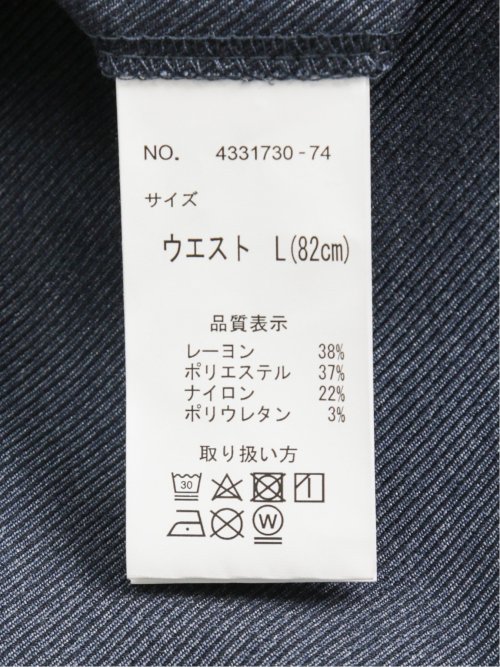 NO. 4331730-74
サイズ
ウエスト L(82cm)
品質表示
レーヨン 38%
ポリエステル 37%
ナイロン 22%
ポリウレタン 3%
取り扱い方
30
W